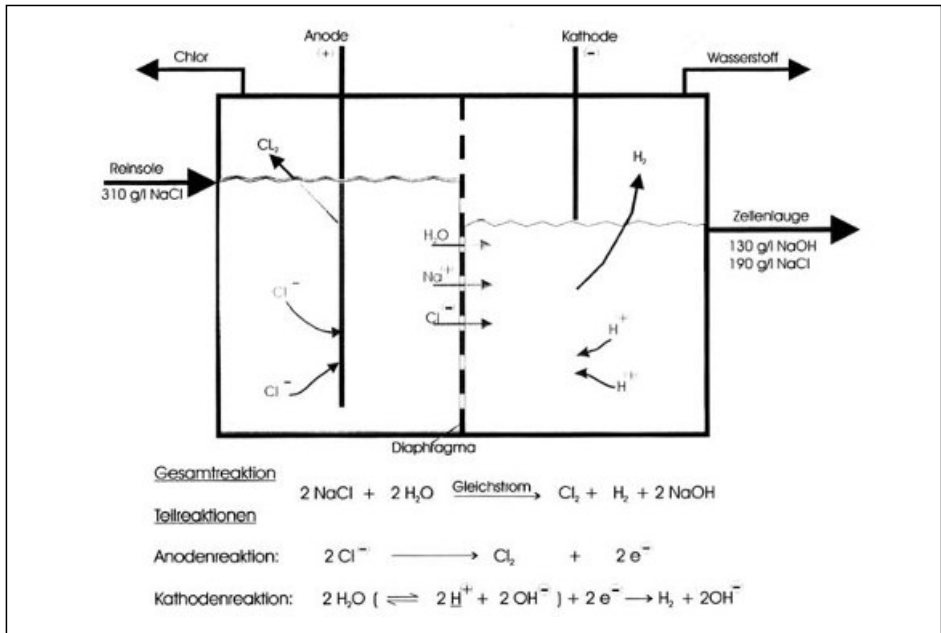 Anode
(+)
Kathode
(−)
Chlor
Wasserstoff
CL₂
H₂
Reinsole
310 g/l NaCl
Zellenlauge
130 g/l NaOH
190 g/l NaCl
H₂O
Na⁽⁺⁾
Cl⁻
Cl⁻
Cl⁻
H⁺
H⁽⁺⁾
Diaphragma
Gesamtreaktion
2 NaCl + 2 H₂O Gleichstrom → Cl₂ + H₂ + 2 NaOH
Teilreaktionen
Anodenreaktion: 2 Cl⁻ → Cl₂ + 2 e⁻
Kathodenreaktion: 2 H₂O ( ⇌ 2 H⁺ + 2 OH⁻ ) + 2 e⁻ → H₂ + 2OH⁻